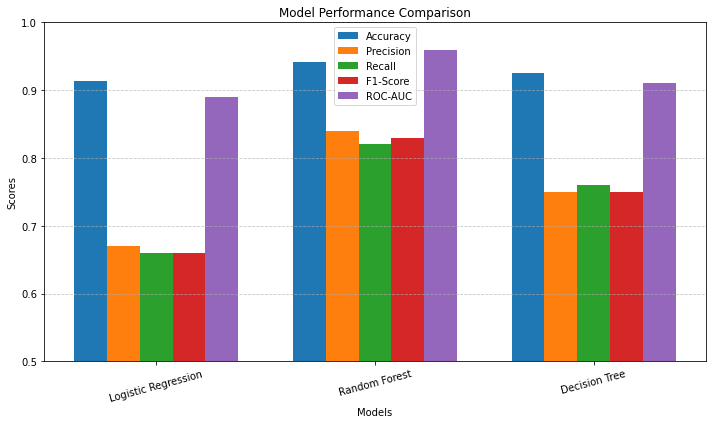 Model Performance Comparison
Accuracy
Precision
Recall
F1-Score
ROC-AUC
Scores
1.0
0.9
0.8
0.7
0.6
0.5
Logistic Regression
Random Forest
Decision Tree
Models